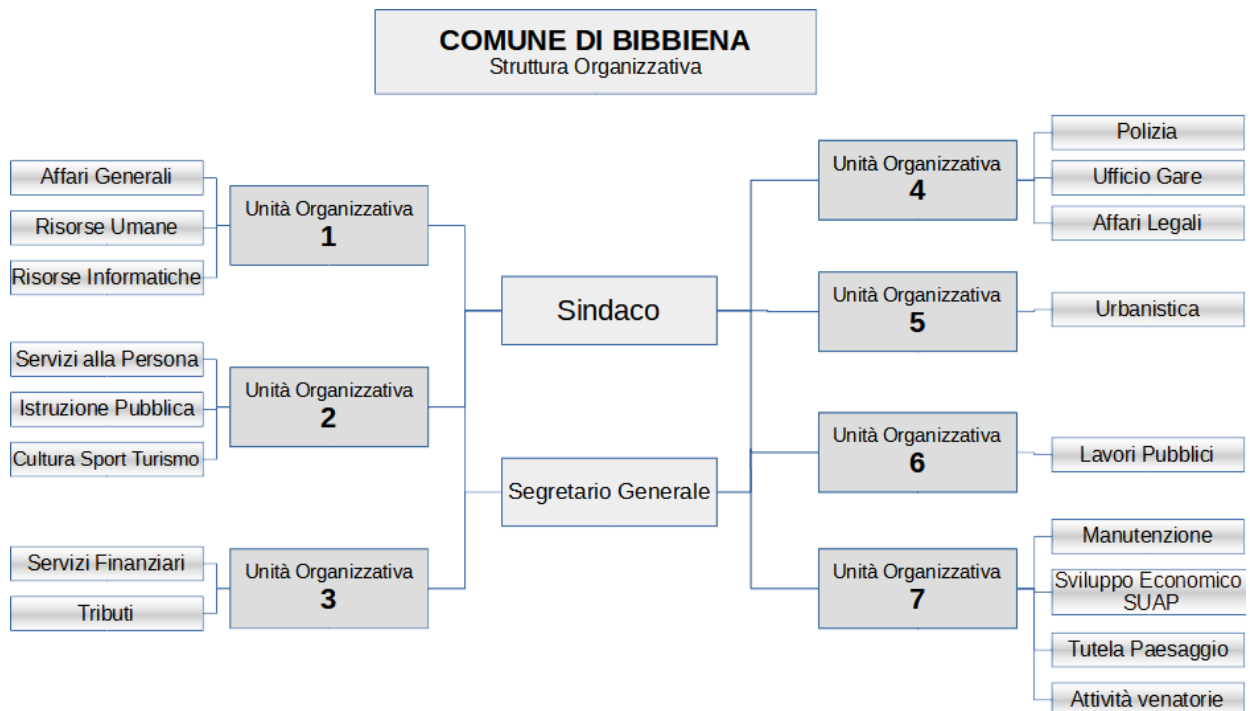 COMUNE DI BIBBIENA
Struttura Organizzativa
Affari Generali
Risorse Umane
Risorse Informatiche
Unità Organizzativa
1
Servizi alla Persona
Istruzione Pubblica
Cultura Sport Turismo
Unità Organizzativa
2
Servizi Finanziari
Tributi
Unità Organizzativa
3
Sindaco
Segretario Generale
Unità Organizzativa
4
Polizia
Ufficio Gare
Affari Legali
Unità Organizzativa
5
Urbanistica
Unità Organizzativa
6
Lavori Pubblici
Unità Organizzativa
7
Manutenzione
Sviluppo Economico
SUAP
Tutela Paesaggio
Attività venatorie